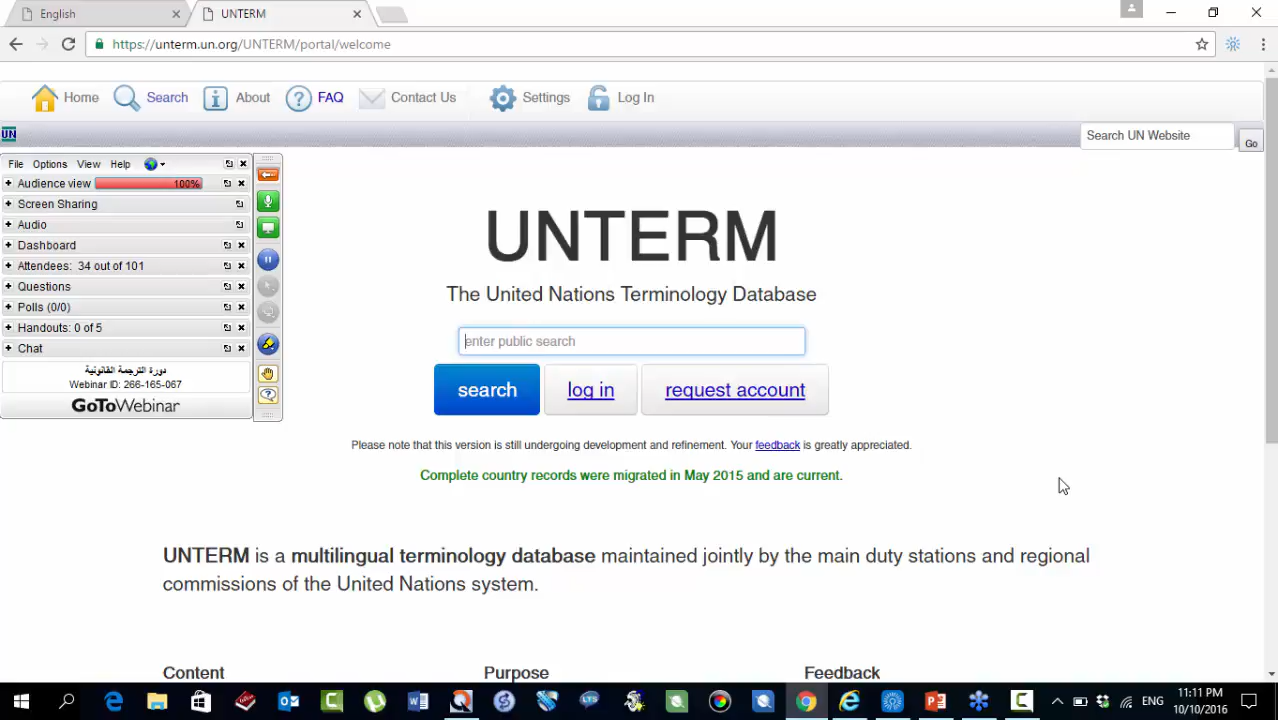 English
UNTERM
https://unterm.un.org/UNTERM/portal/welcome
Home
Search
About
FAQ
Contact Us
Settings
Log In
UN
Search UN Website
Go
File Options View Help
Audience view 100%
Screen Sharing
Audio
Dashboard
Attendees: 34 out of 101
Questions
Polls (0/0)
Handouts: 0 of 5
Chat
دورة الترجمة القانونية
Webinar ID: 266-165-067
GoToWebinar
UNTERM
The United Nations Terminology Database
enter public search
search
log in
request account
Please note that this version is still undergoing development and refinement. Your feedback is greatly appreciated.
Complete country records were migrated in May 2015 and are current.
UNTERM is a multilingual terminology database maintained jointly by the main duty stations and regional
commissions of the United Nations system.
Content
Purpose
Feedback
LTS
ENG
11:11 PM
10/10/2016